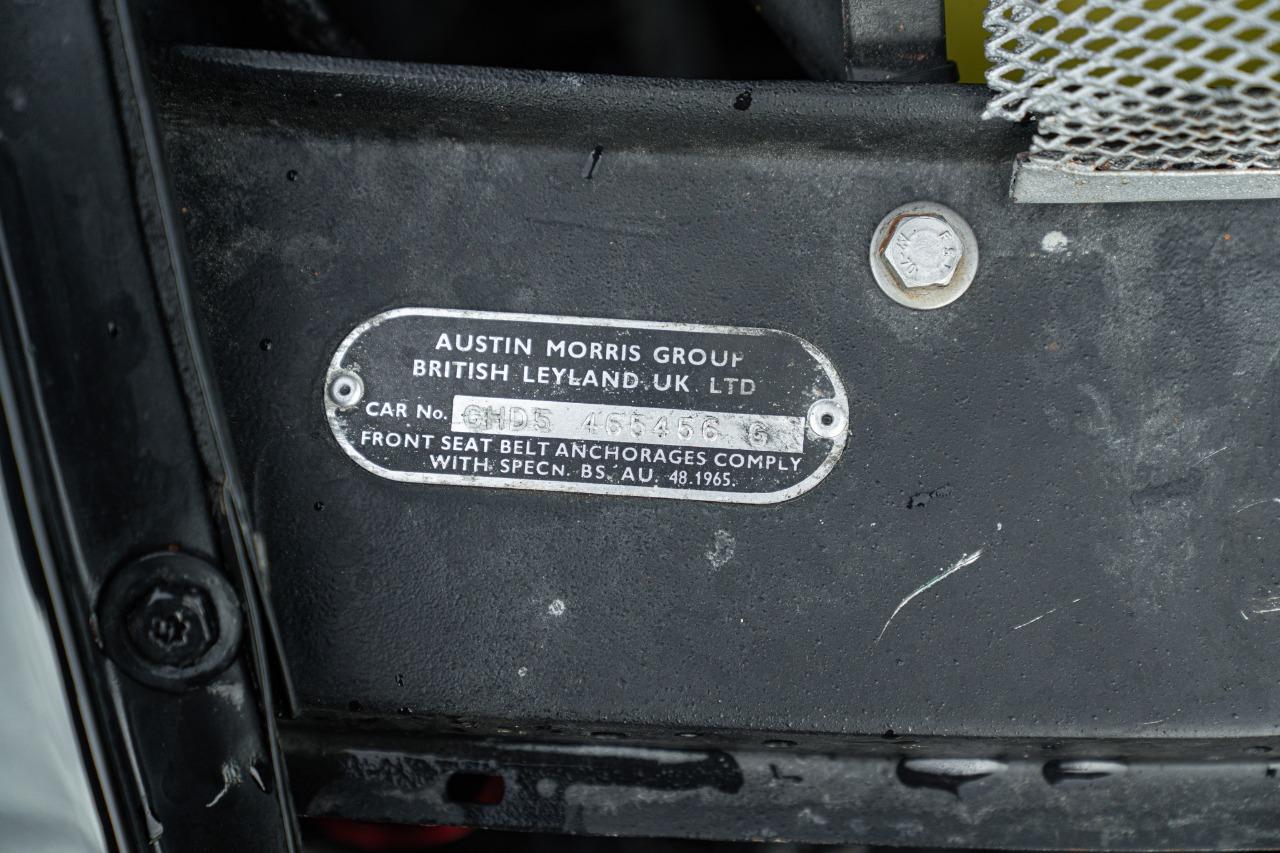 AUSTIN MORRIS GROUP
BRITISH LEYLAND UK LTD
CAR No. GHD5 465456 G
FRONT SEAT BELT ANCHORAGES COMPLY
WITH SPECN. BS. AU. 48.1965.